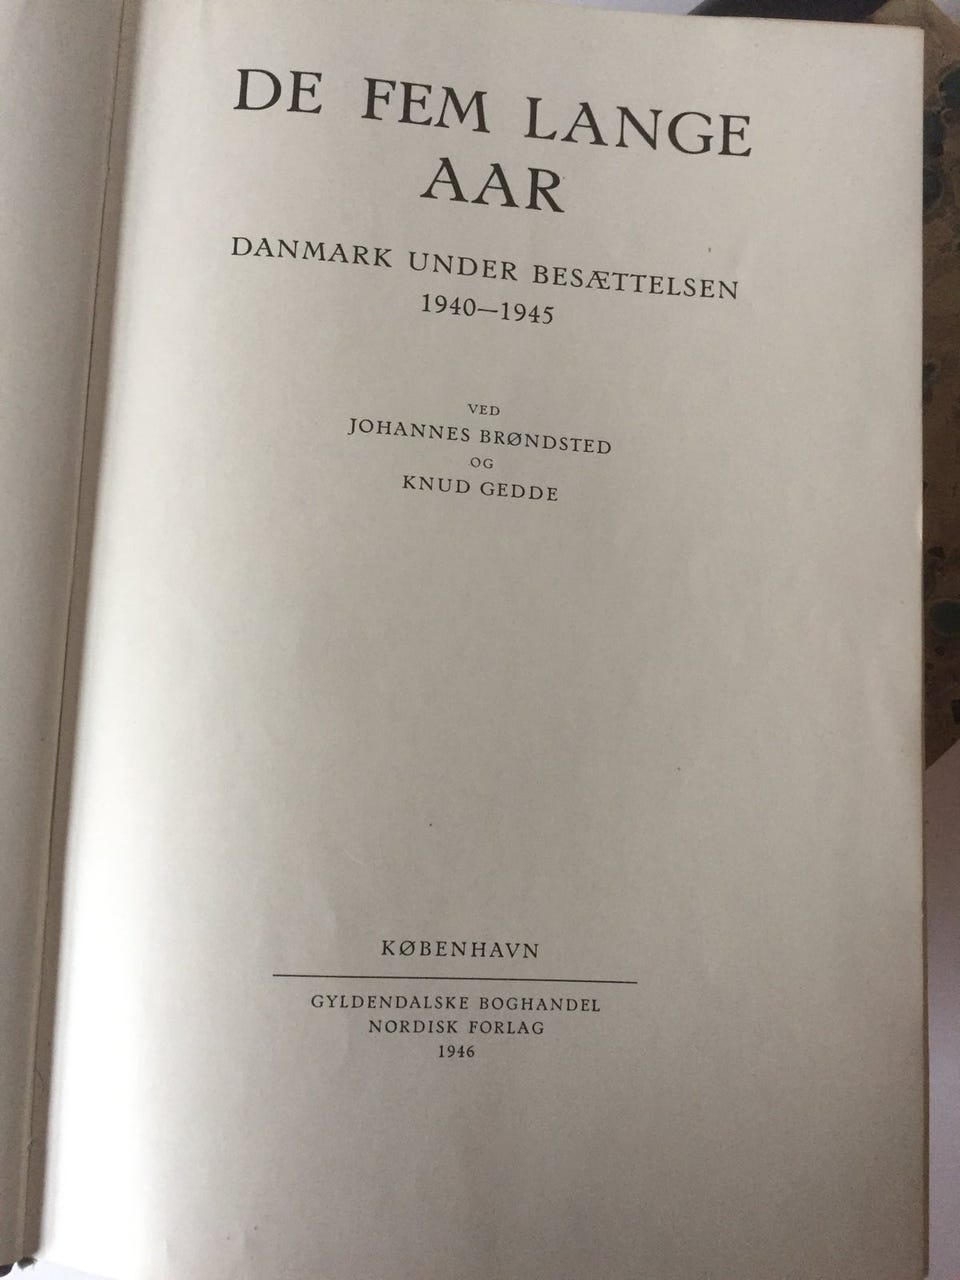 DE FEM LANGE
AAR
DANMARK UNDER BESÆTTELSEN
1940—1945
VED
JOHANNES BRØNDSTED
OG
KNUD GEDDE
KØBENHAVN
GYLDENDALSKE BOGHANDEL
NORDISK FORLAG
1946